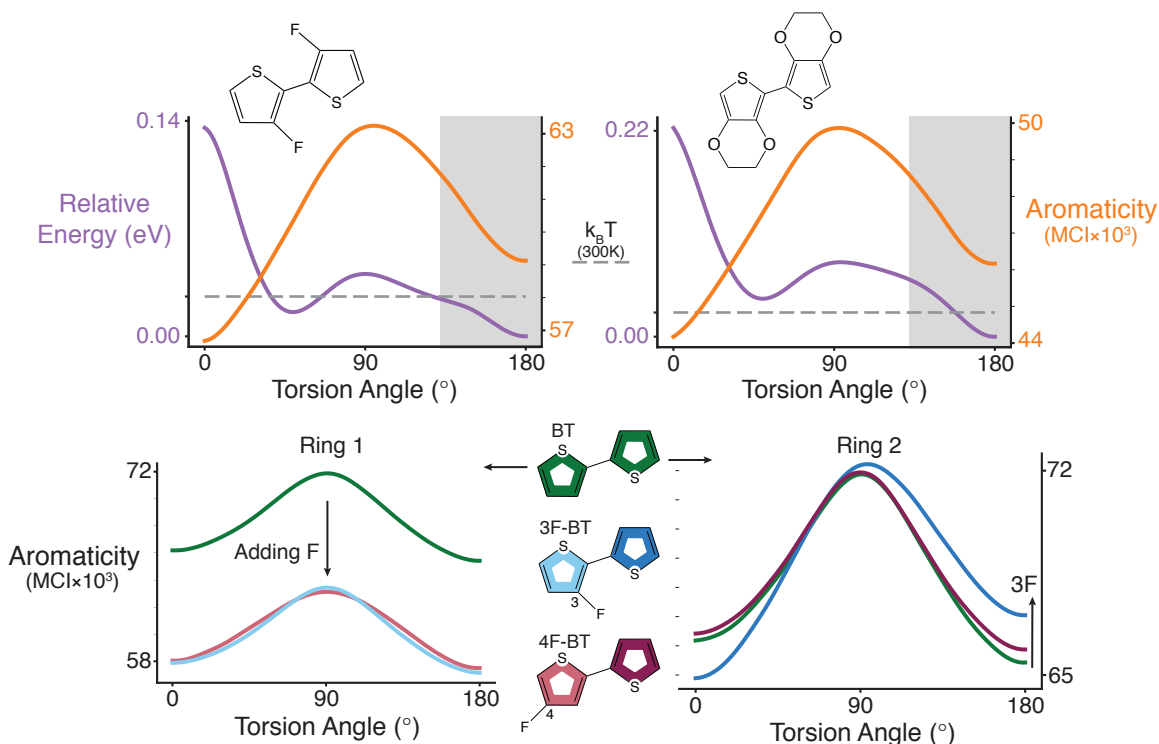 F
S
S
F
0.14
Relative
Energy (eV)
0.00
63
57
0
90
180
Torsion Angle (°)
k_BT
(300K)
O
O
S
S
O
O
0.22
0.00
50
Aromaticity
(MCI×10³)
44
0
90
180
Torsion Angle (°)
Ring 1
72
Aromaticity
(MCI×10³)
58
Adding F
0
90
180
Torsion Angle (°)
BT
S
S
3F-BT
S
S
3
F
4F-BT
S
S
4
F
Ring 2
72
3F
65
0
90
180
Torsion Angle (°)